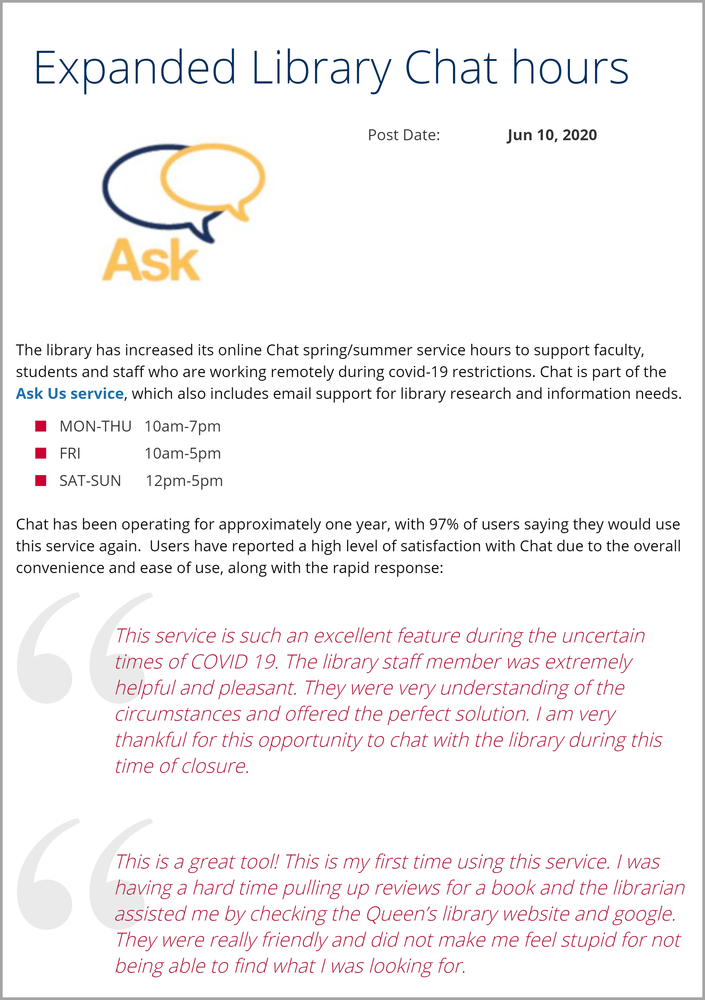 Expanded Library Chat hours
Post Date: Jun 10, 2020
Ask
The library has increased its online Chat spring/summer service hours to support faculty,
students and staff who are working remotely during covid-19 restrictions. Chat is part of the
Ask Us service, which also includes email support for library research and information needs.
MON-THU 10am-7pm
FRI 10am-5pm
SAT-SUN 12pm-5pm
Chat has been operating for approximately one year, with 97% of users saying they would use
this service again.  Users have reported a high level of satisfaction with Chat due to the overall
convenience and ease of use, along with the rapid response:
“
This service is such an excellent feature during the uncertain
times of COVID 19. The library staff member was extremely
helpful and pleasant. They were very understanding of the
circumstances and offered the perfect solution. I am very
thankful for this opportunity to chat with the library during this
time of closure.
“
This is a great tool! This is my first time using this service. I was
having a hard time pulling up reviews for a book and the librarian
assisted me by checking the Queen’s library website and google.
They were really friendly and did not make me feel stupid for not
being able to find what I was looking for.